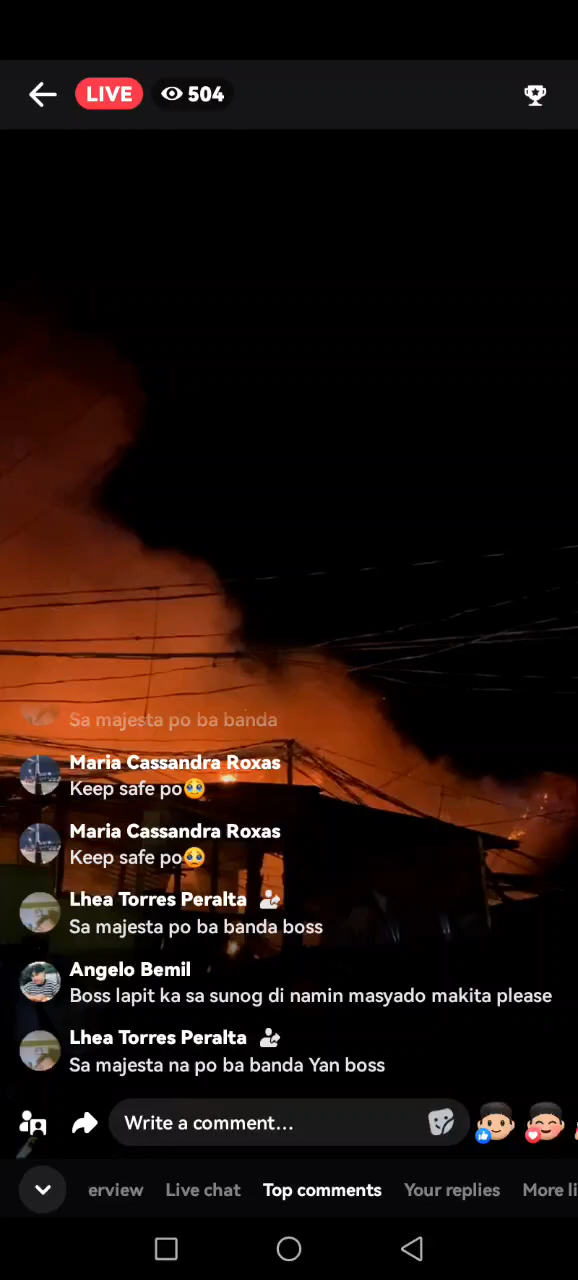 LIVE 504
Sa majesta po ba banda
Maria Cassandra Roxas
Keep safe po🥹
Maria Cassandra Roxas
Keep safe po🥹
Lhea Torres Peralta
Sa majesta po ba banda boss
Angelo Bemil
Boss lapit ka sa sunog di namin masyado makita please
Lhea Torres Peralta
Sa majesta na po ba banda Yan boss
Write a comment...
erview Live chat Top comments Your replies More li